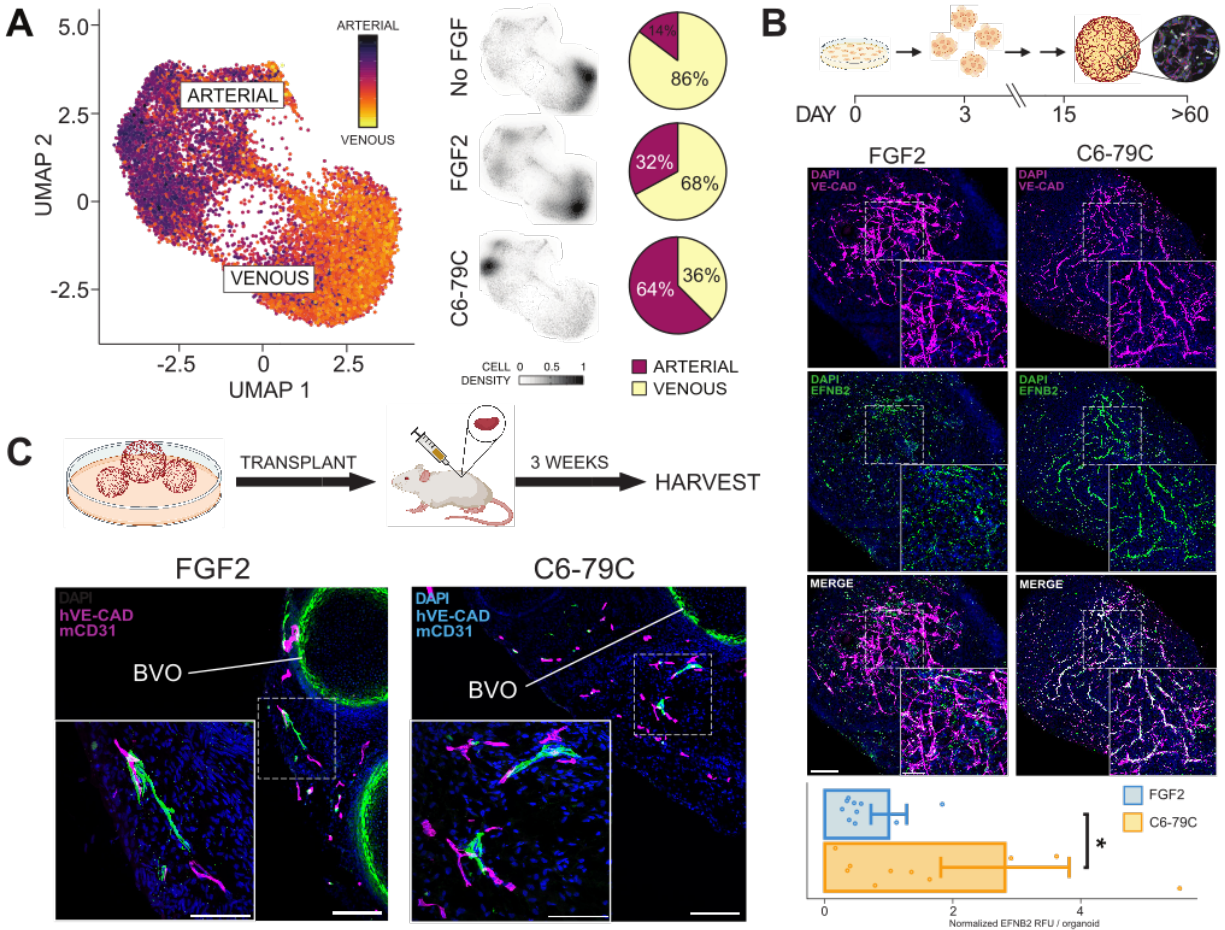 A
5.0
2.5
0
-2.5
UMAP 2
-2.5
0
2.5
UMAP 1
ARTERIAL
VENOUS
ARTERIAL
VENOUS
No FGF
FGF2
C6-79C
CELL
DENSITY
0 0.5 1
14%
86%
32%
68%
64%
36%
ARTERIAL
VENOUS
B
DAY 0 3 15 >60
FGF2
C6-79C
DAPI
VE-CAD
DAPI
VE-CAD
DAPI
EFNB2
DAPI
EFNB2
MERGE
MERGE
FGF2
C6-79C
*
0 2 4
Normalized EFNB2 RFU / organoid
C
TRANSPLANT
3 WEEKS
HARVEST
FGF2
C6-79C
DAPI
hVE-CAD
mCD31
BVO
DAPI
hVE-CAD
mCD31
BVO